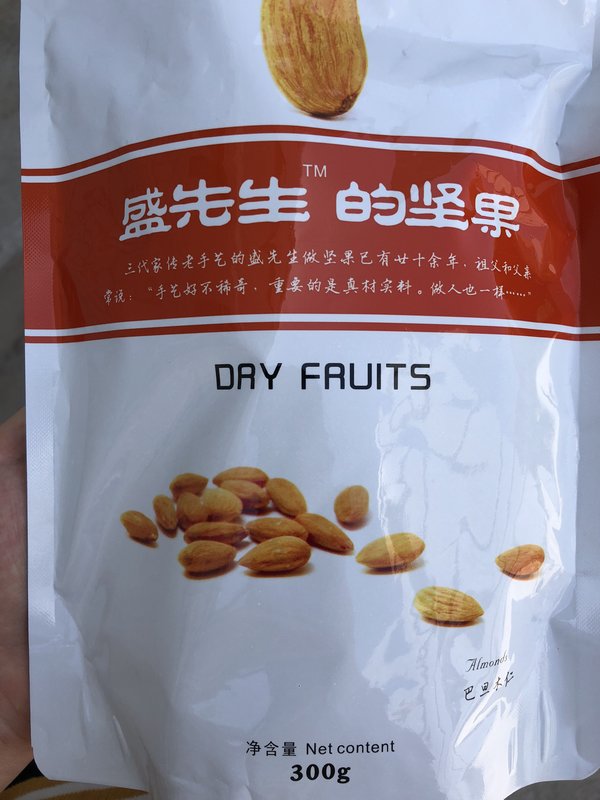 盛先生™的坚果
三代家传老手艺的盛先生做坚果已有廿十余年，祖父和父亲
常说：“手艺好不稀奇，重要的是真材实料。做人也一样……”
DRY FRUITS
Almonds
巴旦木仁
净含量 Net content
300g